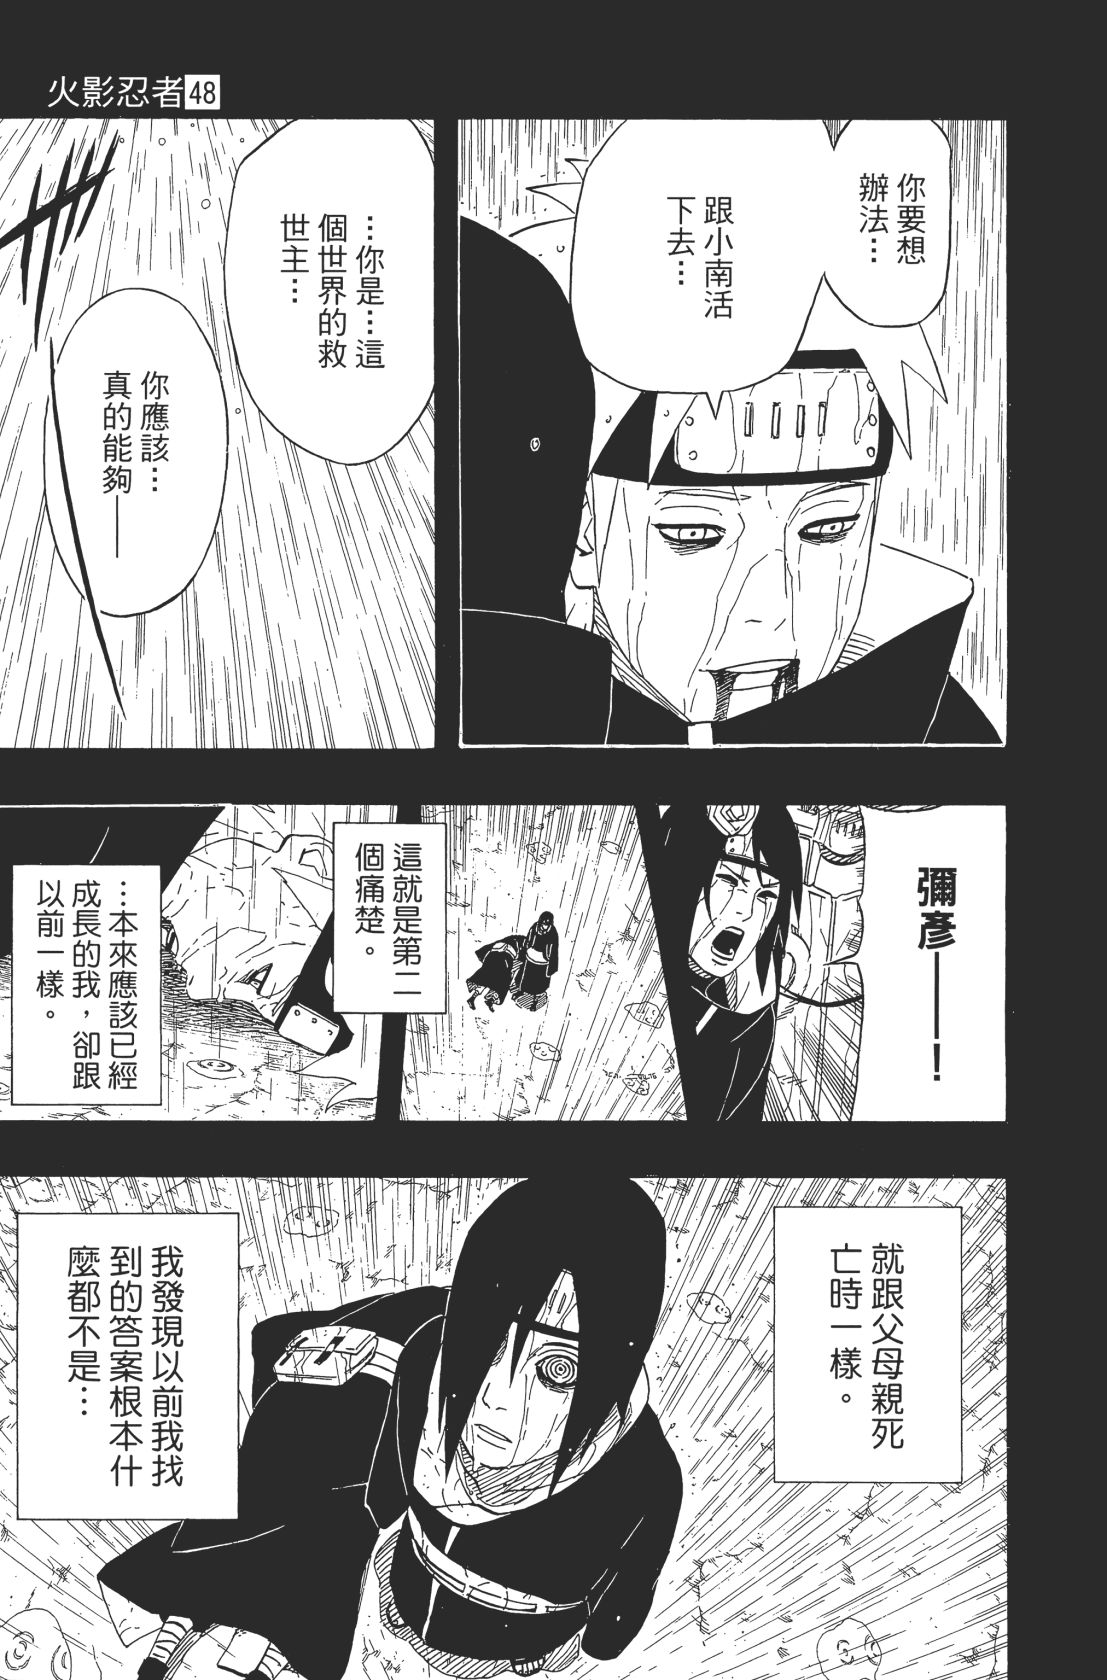 火影忍者48
你要想
辦法…
跟小南活
下去…
…你是…這
個世界的救
世主…
你應該…
真的能夠——
彌彥——！
這就是第二
個痛楚。
…本來應該已經
成長的我，卻跟
以前一樣。
就跟父母親死
亡時一樣。
我發現以前我找
到的答案根本什
麼都不是…